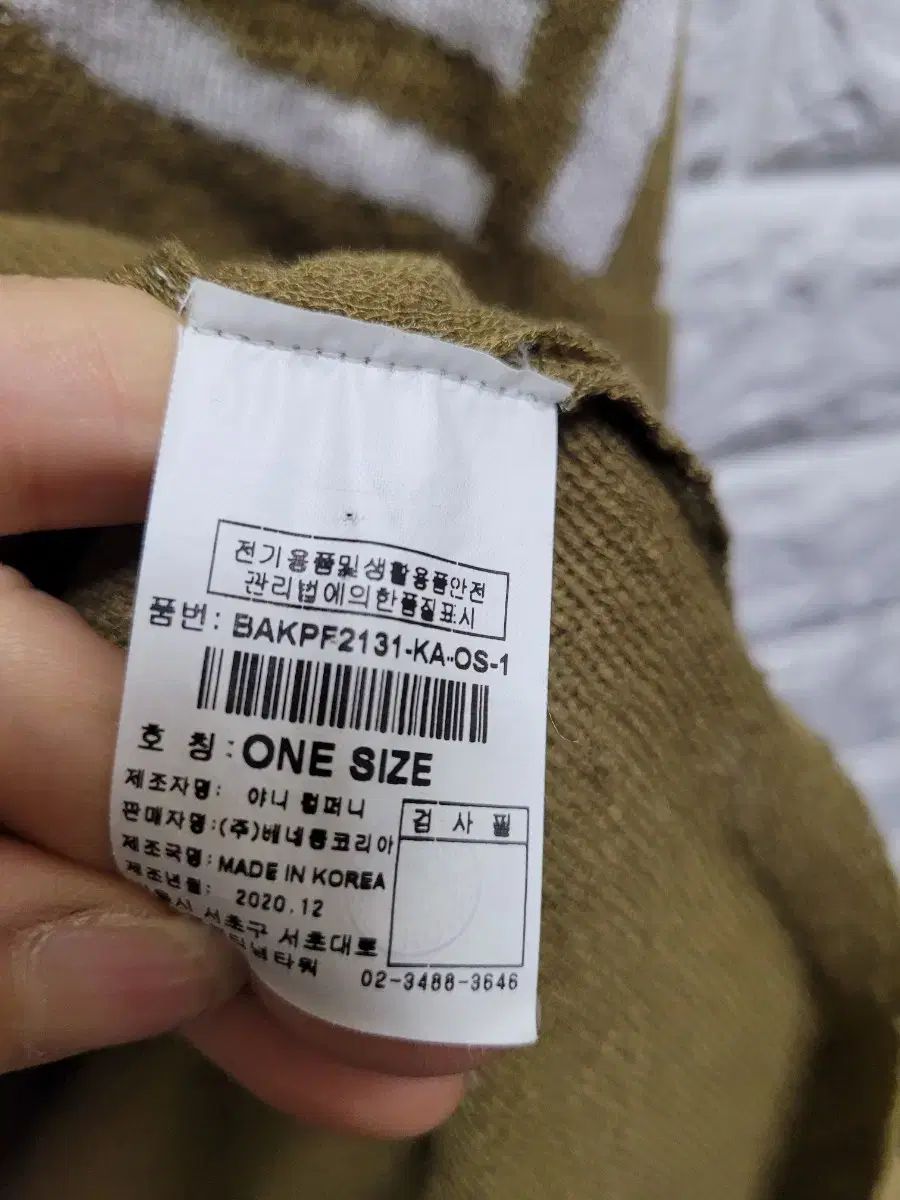 전기용품및생활용품안전
관리법에의한품질표시
품번: BAKPF2131-KA-OS-1
호 칭: ONE SIZE
제조자명: 야니 컴퍼니
판매자명:(주)베네통코리아
제조국명: MADE IN KOREA
제조년월: 2020.12
검 사 필
서초구 서초대로
타워
02-3488-3646